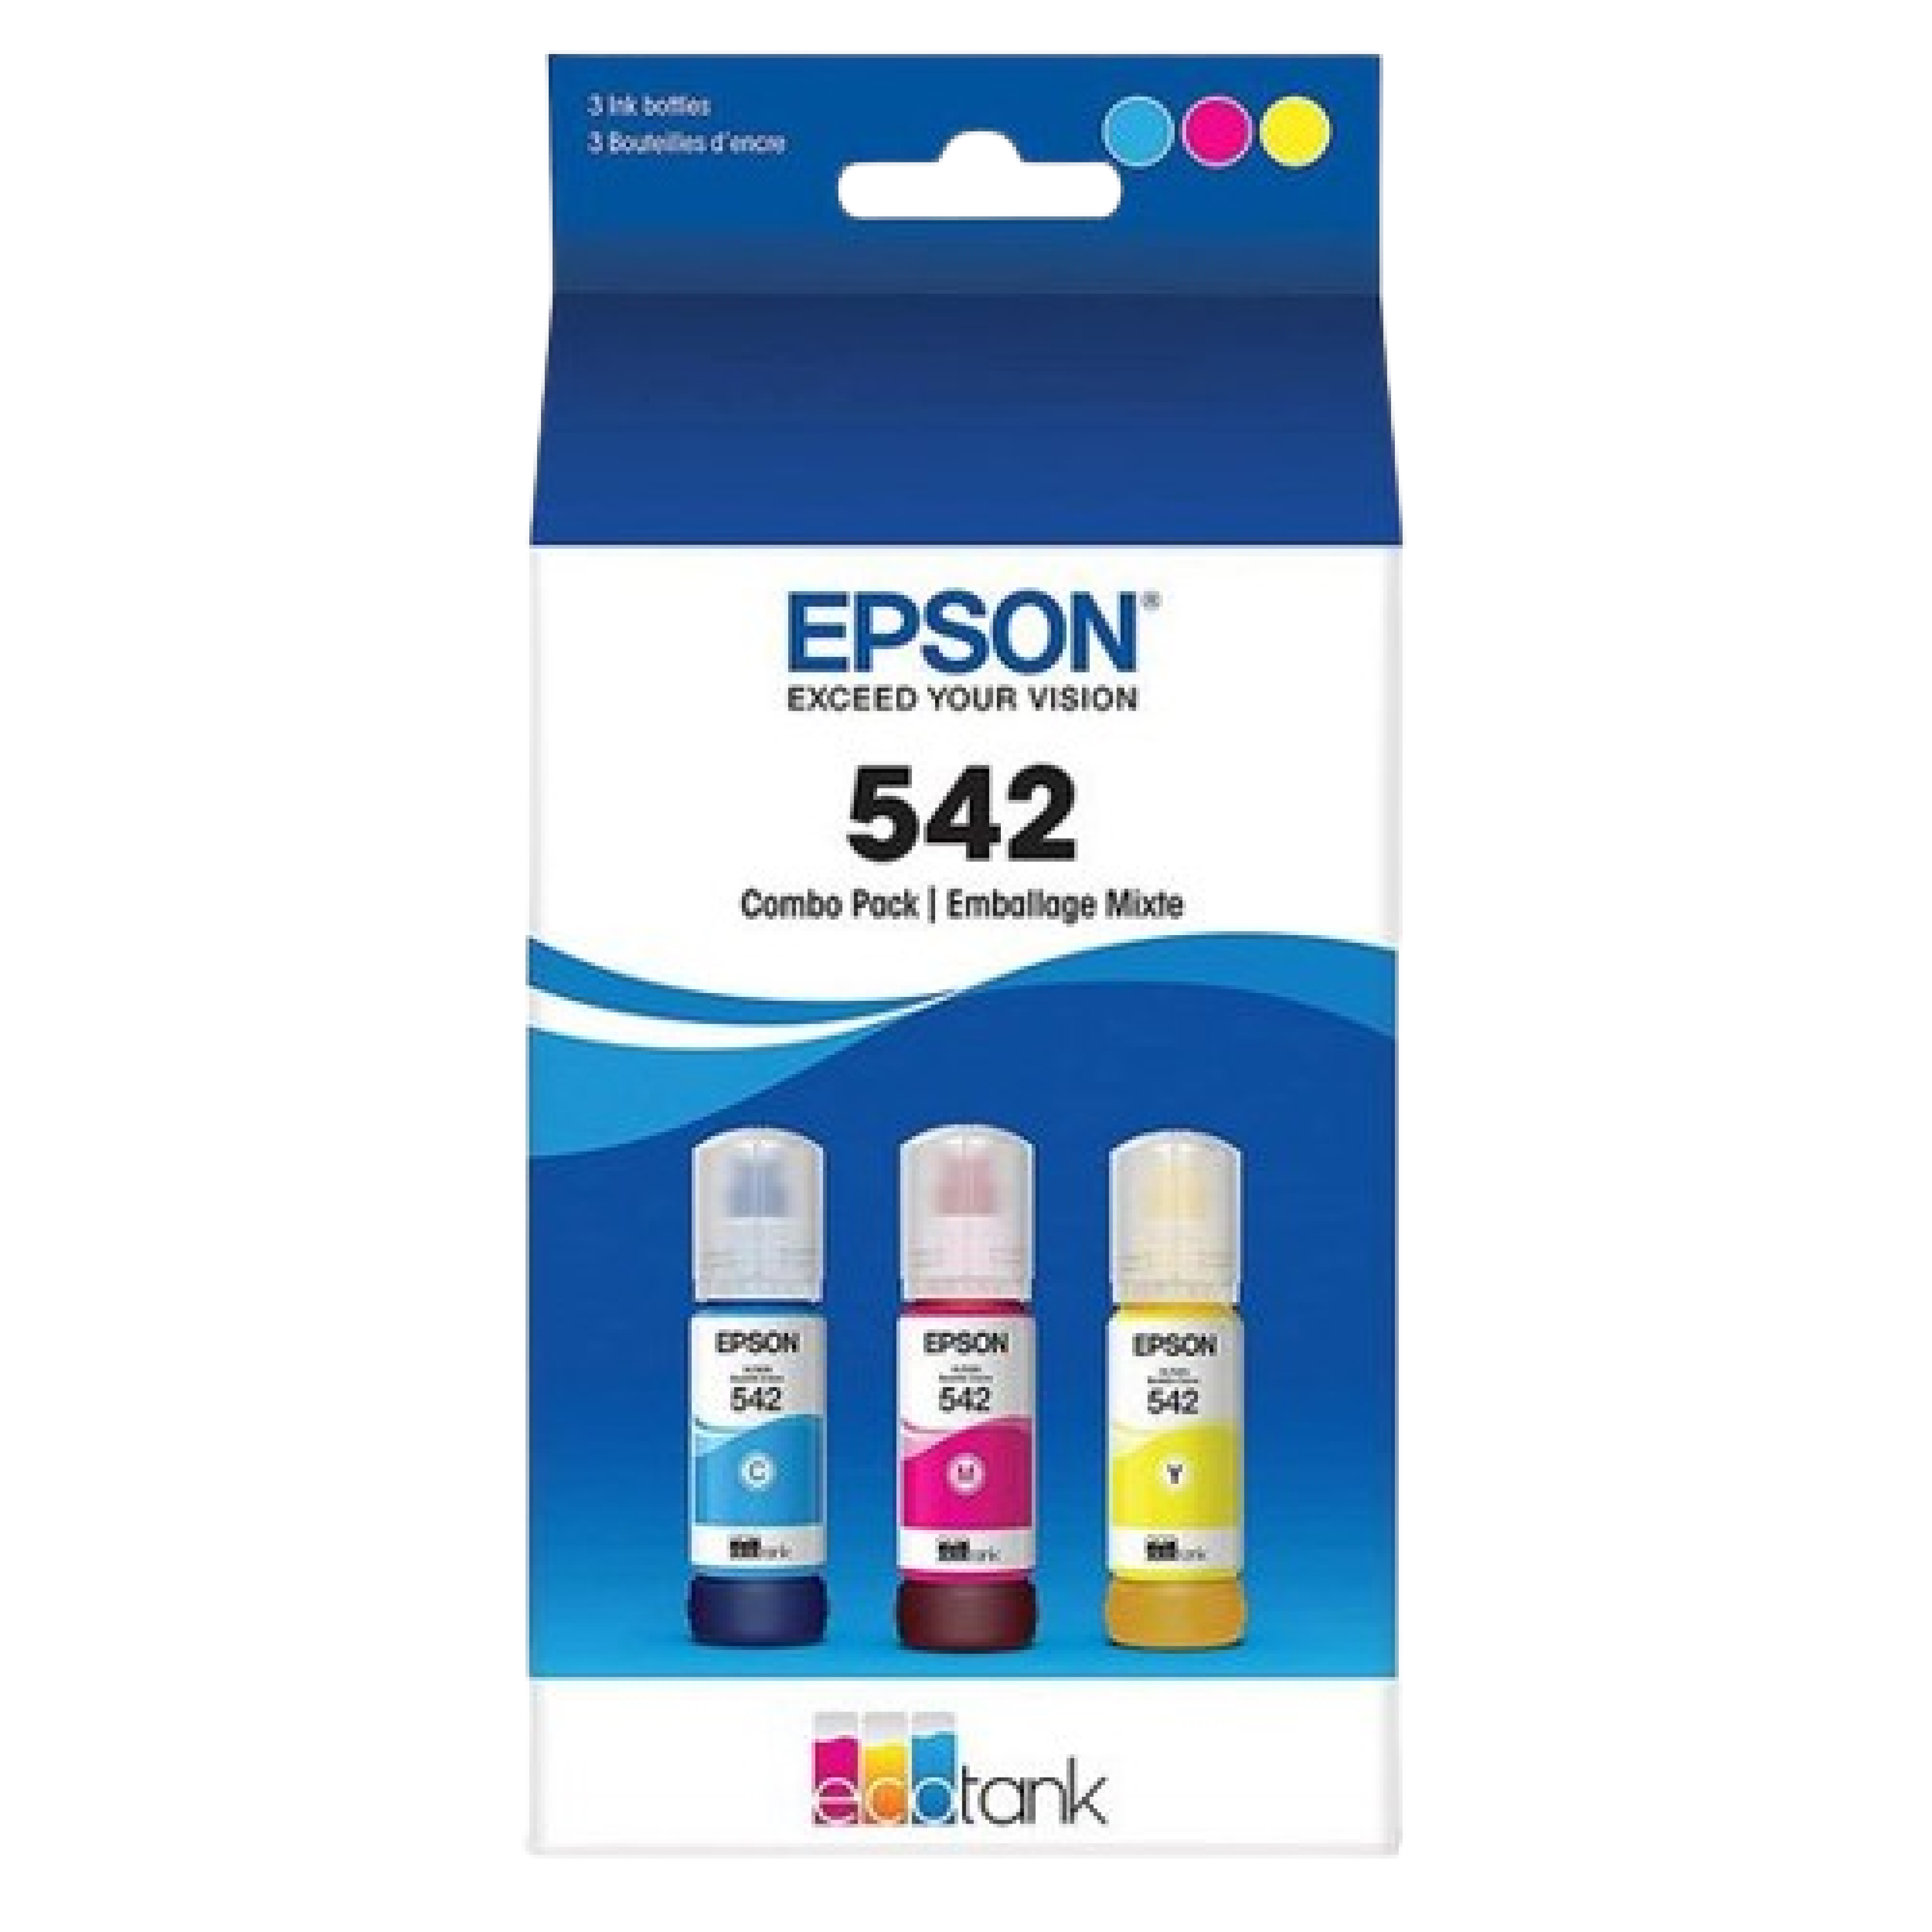 3 Ink bottles
3 Bouteilles d'encre
EPSON®
EXCEED YOUR VISION
542
Combo Pack | Emballage Mixte
EPSON
542
C
EPSON
542
M
EPSON
542
Y
ecotank